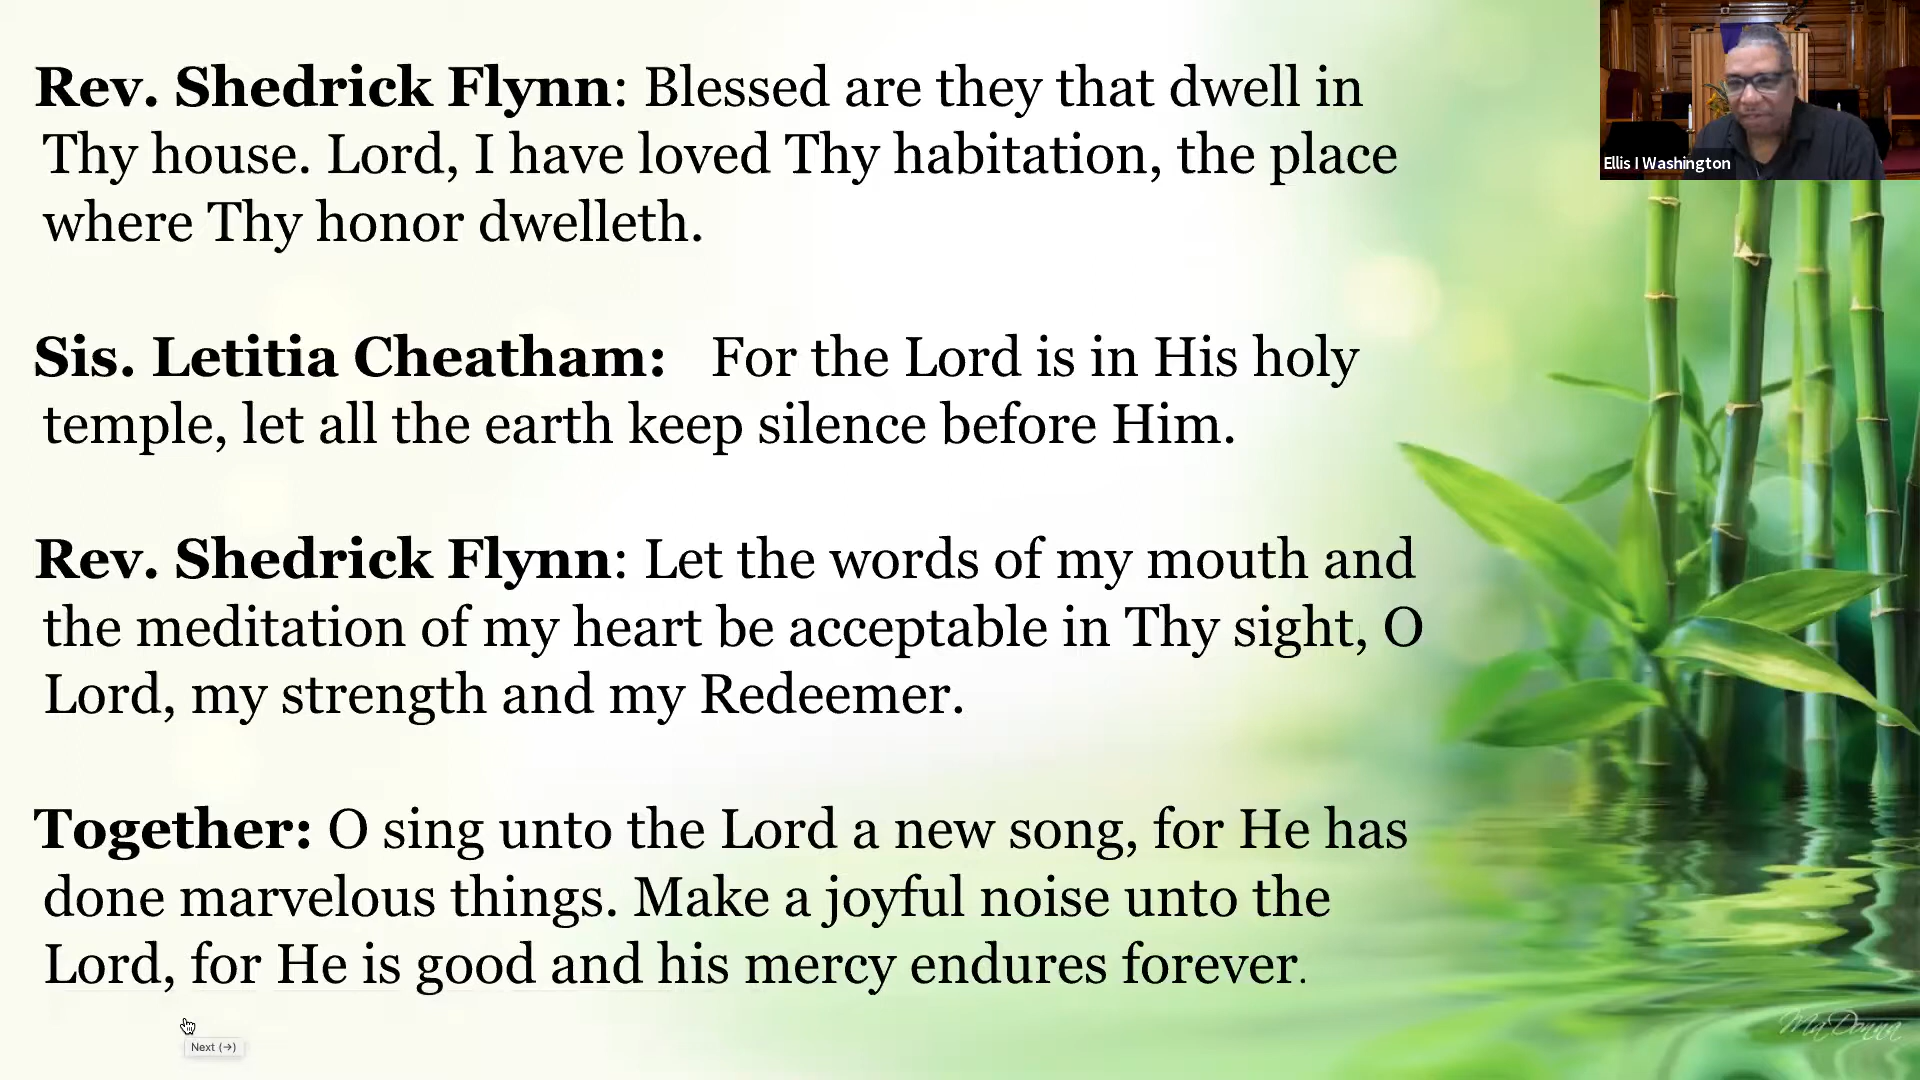 Rev. Shedrick Flynn: Blessed are they that dwell in
Thy house. Lord, I have loved Thy habitation, the place
where Thy honor dwelleth.
Sis. Letitia Cheatham: For the Lord is in His holy
temple, let all the earth keep silence before Him.
Rev. Shedrick Flynn: Let the words of my mouth and
the meditation of my heart be acceptable in Thy sight, O
Lord, my strength and my Redeemer.
Together: O sing unto the Lord a new song, for He has
done marvelous things. Make a joyful noise unto the
Lord, for He is good and his mercy endures forever.
Ellis I Washington
Next (→)
MaDonna